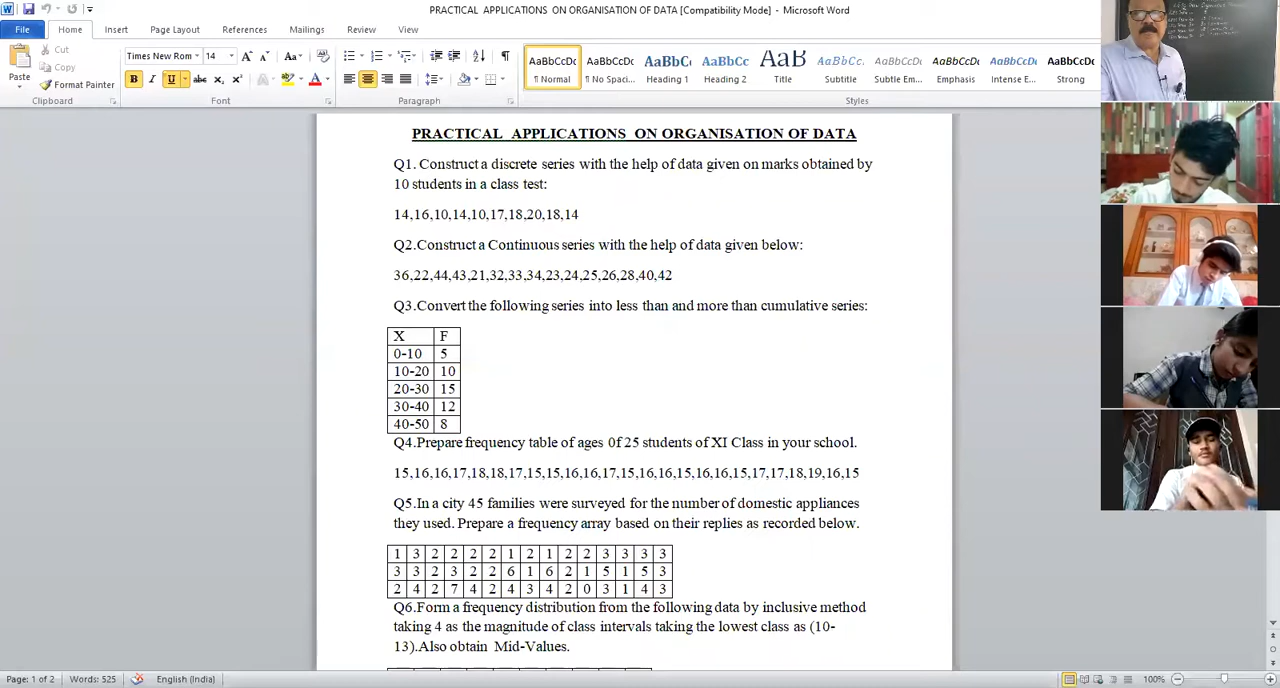 PRACTICAL APPLICATIONS ON ORGANISATION OF DATA [Compatibility Mode] - Microsoft Word
File Home Insert Page Layout References Mailings Review View
Paste
Cut
Copy
Format Painter
Clipboard
Times New Rom 14
Font
Paragraph
AaBbCcDc AaBbCcDc AaBbC AaBbCc AaB AaBbCc. AaBbCcDc AaBbCcDc AaBbCcDc AaBbCcDc
¶ Normal ¶ No Spaci... Heading 1 Heading 2 Title Subtitle Subtle Em... Emphasis Intense E... Strong
Styles
PRACTICAL APPLICATIONS ON ORGANISATION OF DATA
Q1. Construct a discrete series with the help of data given on marks obtained by
10 students in a class test:
14,16,10,14,10,17,18,20,18,14
Q2.Construct a Continuous series with the help of data given below:
36,22,44,43,21,32,33,34,23,24,25,26,28,40,42
Q3.Convert the following series into less than and more than cumulative series:
X F
0-10 5
10-20 10
20-30 15
30-40 12
40-50 8
Q4.Prepare frequency table of ages 0f 25 students of XI Class in your school.
15,16,16,17,18,18,17,15,15,16,16,17,15,16,16,15,16,16,15,17,17,18,19,16,15
Q5.In a city 45 families were surveyed for the number of domestic appliances
they used. Prepare a frequency array based on their replies as recorded below.
1 3 2 2 2 2 1 2 1 2 2 3 3 3 3
3 3 2 3 2 2 6 1 6 2 1 5 1 5 3
2 4 2 7 4 2 4 3 4 2 0 3 1 4 3
Q6.Form a frequency distribution from the following data by inclusive method
taking 4 as the magnitude of class intervals taking the lowest class as (10-
13).Also obtain Mid-Values.
Page: 1 of 2 Words: 525 English (India) 100%